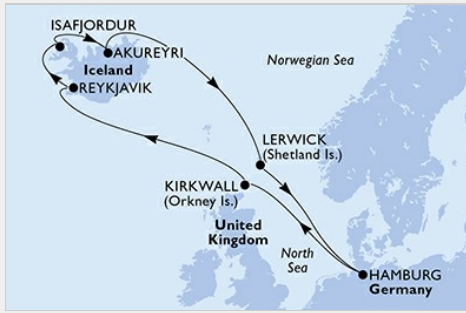 ISAFJORDUR
AKUREYRI
Iceland
REYKJAVIK
Norwegian Sea
LERWICK
(Shetland Is.)
KIRKWALL
(Orkney Is.)
United
Kingdom
North
Sea
HAMBURG
Germany